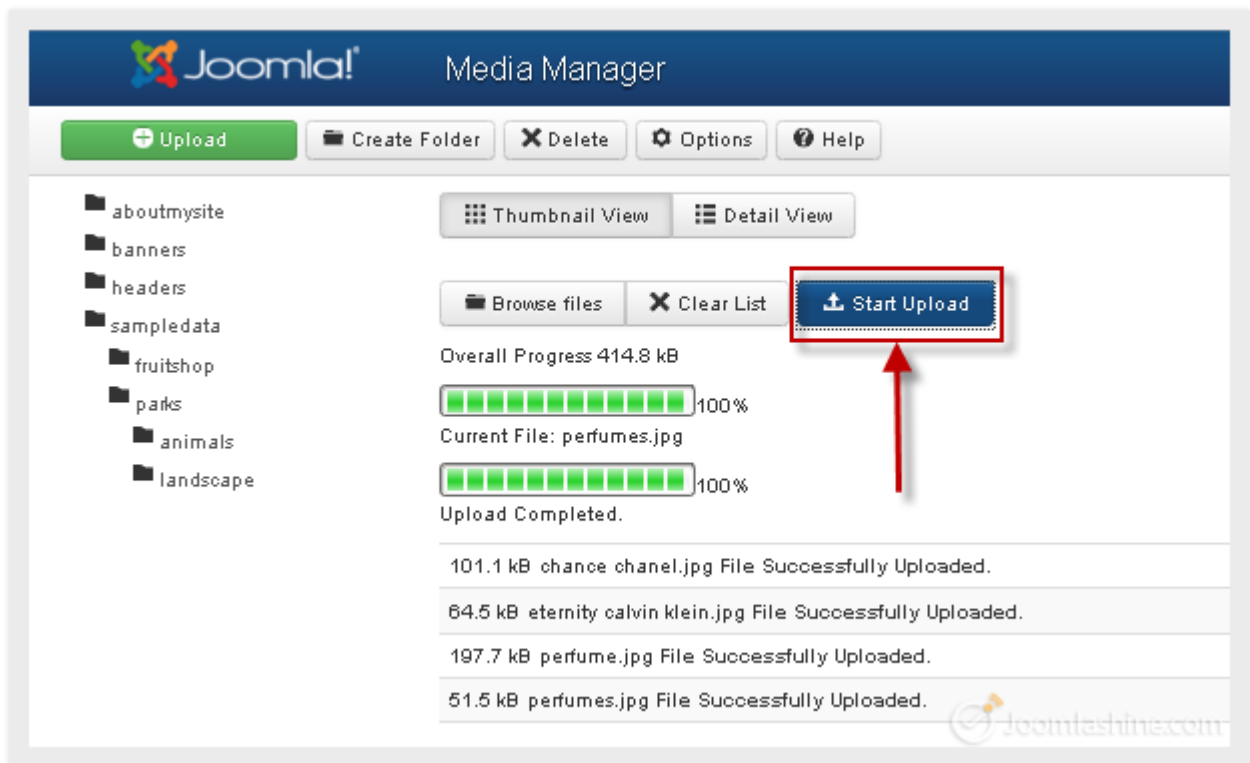 Joomla!® Media Manager
Upload Create Folder Delete Options Help
aboutmysite
banners
headers
sampledata
fruitshop
parks
animals
landscape
Thumbnail View Detail View
Browse files Clear List Start Upload
Overall Progress 414.8 kB
100%
Current File: perfumes.jpg
100%
Upload Completed.
101.1 kB chance chanel.jpg File Successfully Uploaded.
64.5 kB eternity calvin klein.jpg File Successfully Uploaded.
197.7 kB perfume.jpg File Successfully Uploaded.
51.5 kB perfumes.jpg File Successfully Uploaded.
Joomlashine.com